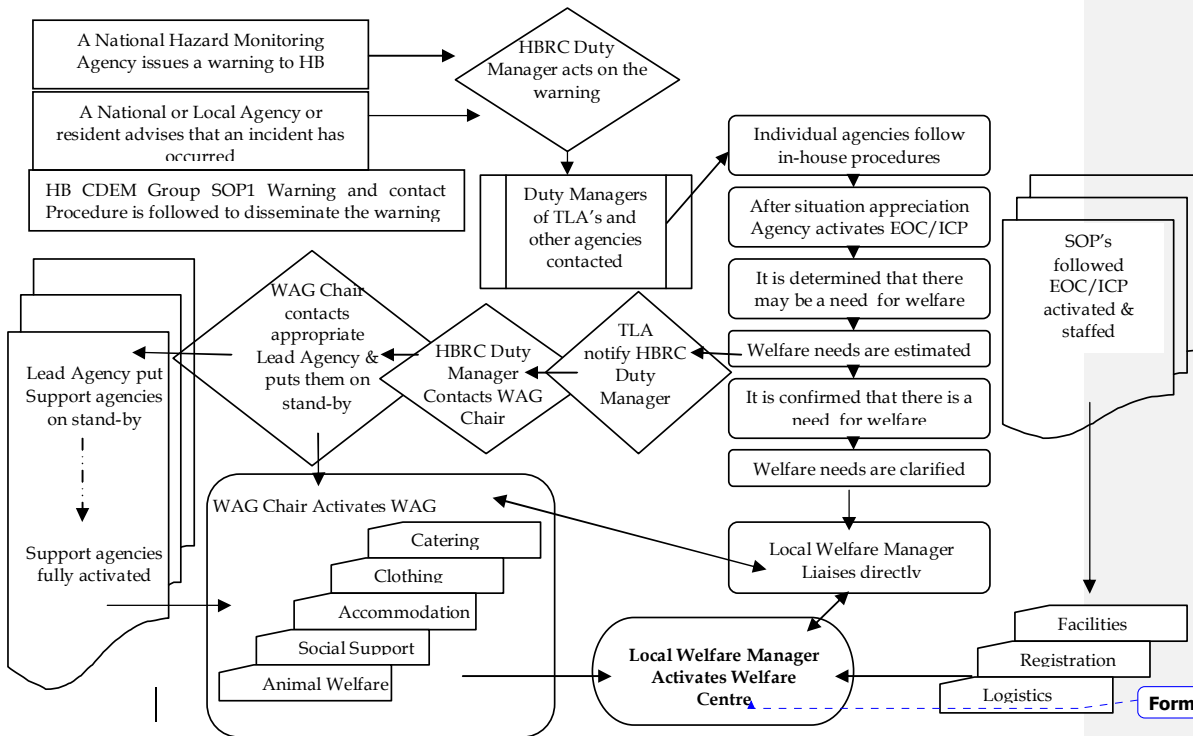 A National Hazard Monitoring
Agency issues a warning to HB
A National or Local Agency or
resident advises that an incident has
occurred
HB CDEM Group SOP1 Warning and contact
Procedure is followed to disseminate the warning
HBRC Duty
Manager acts on the
warning
Duty Managers
of TLA's and
other agencies
contacted
Individual agencies follow
in-house procedures
After situation appreciation
Agency activates EOC/ICP
It is determined that there
may be a need for welfare
Welfare needs are estimated
It is confirmed that there is a
need for welfare
Welfare needs are clarified
SOP's
followed
EOC/ICP
activated &
staffed
TLA
notify HBRC
Duty
Manager
HBRC Duty
Manager
Contacts WAG
Chair
WAG Chair
contacts
appropriate
Lead Agency &
puts them on
stand-by
Lead Agency put
Support agencies
on stand-by
Support agencies
fully activated
WAG Chair Activates WAG
Catering
Clothing
Accommodation
Social Support
Animal Welfare
Local Welfare Manager
Liaises directly
Local Welfare Manager
Activates Welfare
Centre
Facilities
Registration
Logistics
Form